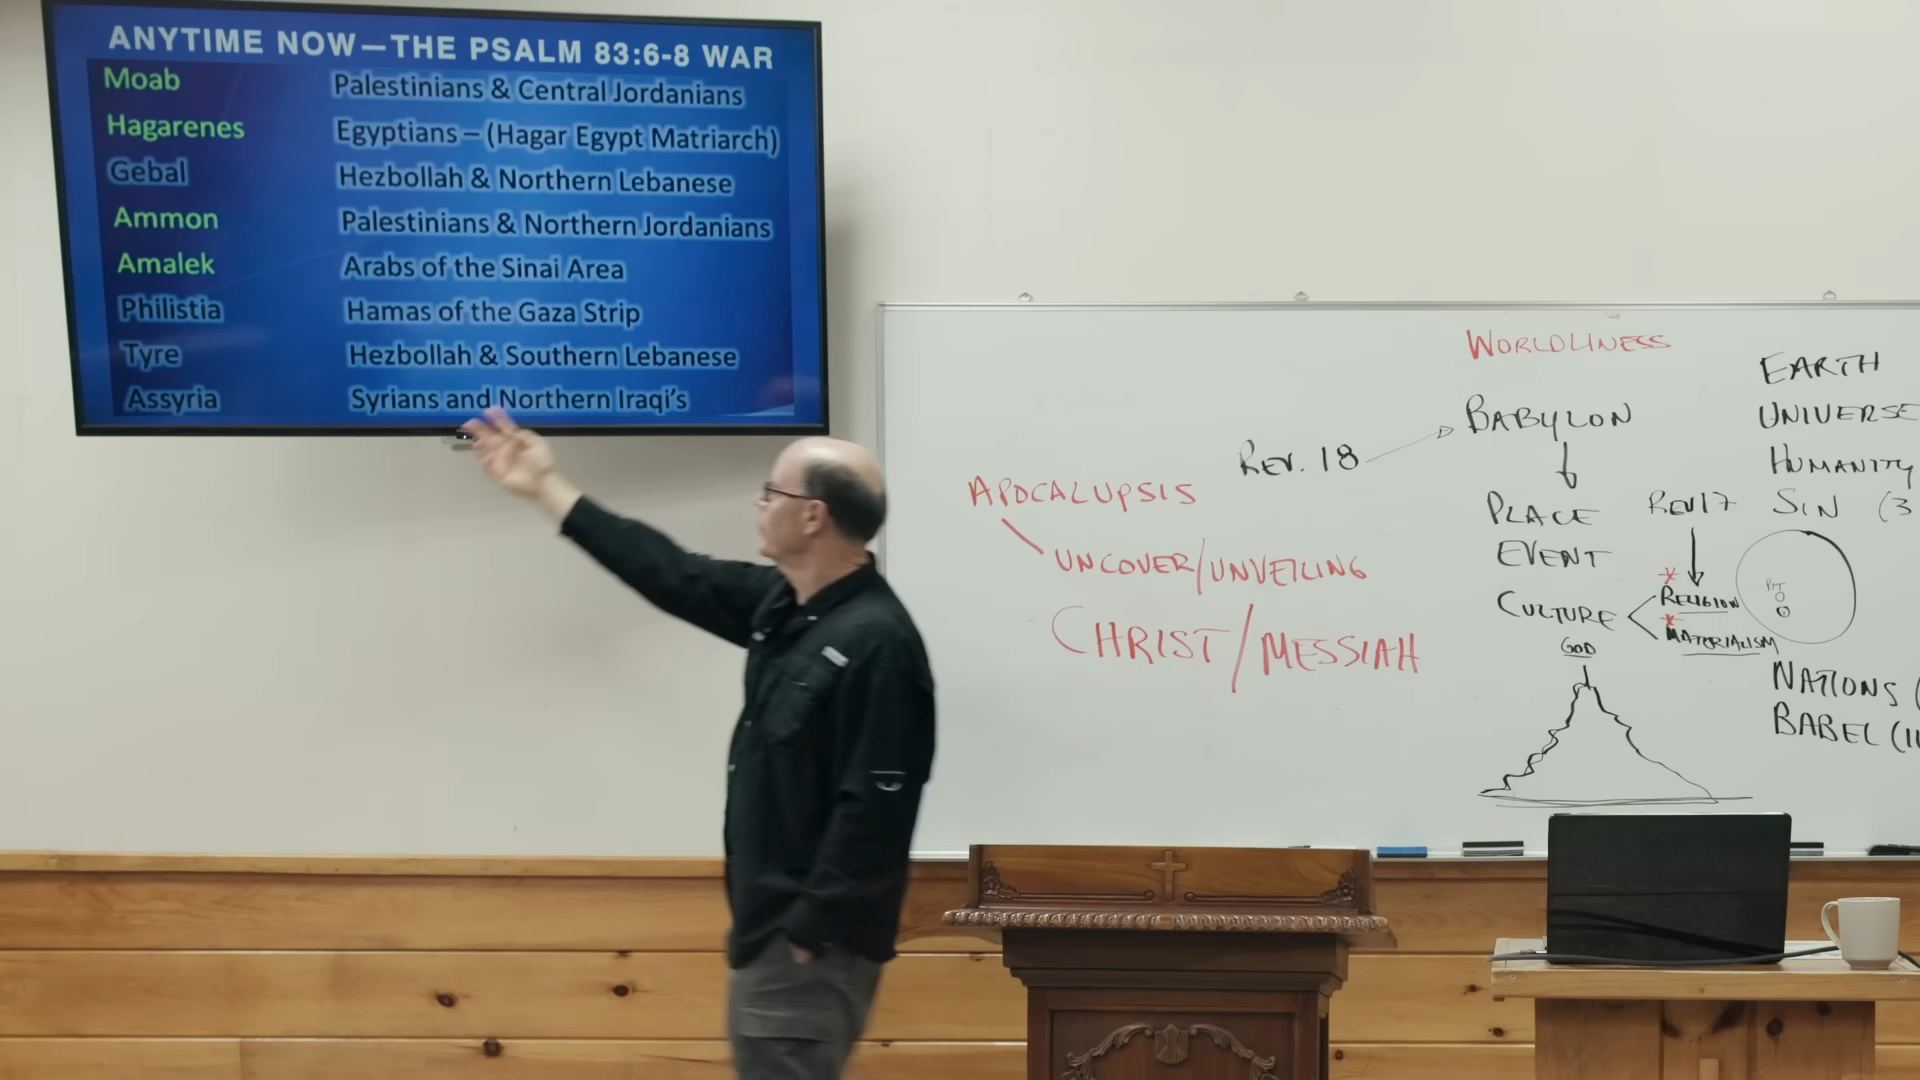 ANYTIME NOW—THE PSALM 83:6-8 WAR
Moab Palestinians & Central Jordanians
Hagarenes Egyptians – (Hagar Egypt Matriarch)
Gebal Hezbollah & Northern Lebanese
Ammon Palestinians & Northern Jordanians
Amalek Arabs of the Sinai Area
Philistia Hamas of the Gaza Strip
Tyre Hezbollah & Southern Lebanese
Assyria Syrians and Northern Iraqi's
APOCALUPSIS
UNCOVER/UNVEILING
CHRIST/MESSIAH
REV. 18
WORLDLINESS
BABYLON
PLACE
EVENT
CULTURE
REV17
* RELIGION
* MATERIALISM
GOD
EARTH
UNIVERSE
HUMANITY
SIN (3
PIT
NATIONS (
BABEL (11